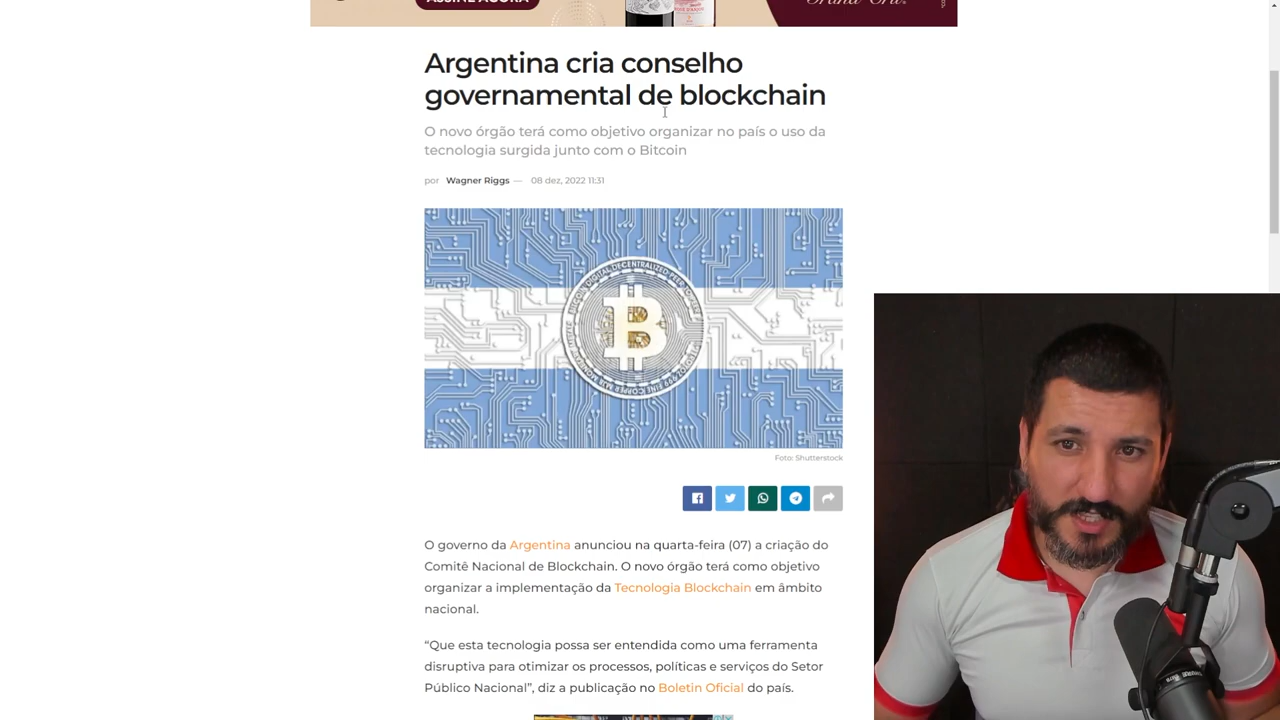 ASSINE AGORA
Argentina cria conselho
governamental de blockchain
O novo órgão terá como objetivo organizar no país o uso da
tecnologia surgida junto com o Bitcoin
por Wagner Riggs — 08 dez, 2022 11:31
Foto: Shutterstock
O governo da Argentina anunciou na quarta-feira (07) a criação do
Comitê Nacional de Blockchain. O novo órgão terá como objetivo
organizar a implementação da Tecnologia Blockchain em âmbito
nacional.
“Que esta tecnologia possa ser entendida como uma ferramenta
disruptiva para otimizar os processos, políticas e serviços do Setor
Público Nacional”, diz a publicação no Boletin Oficial do país.